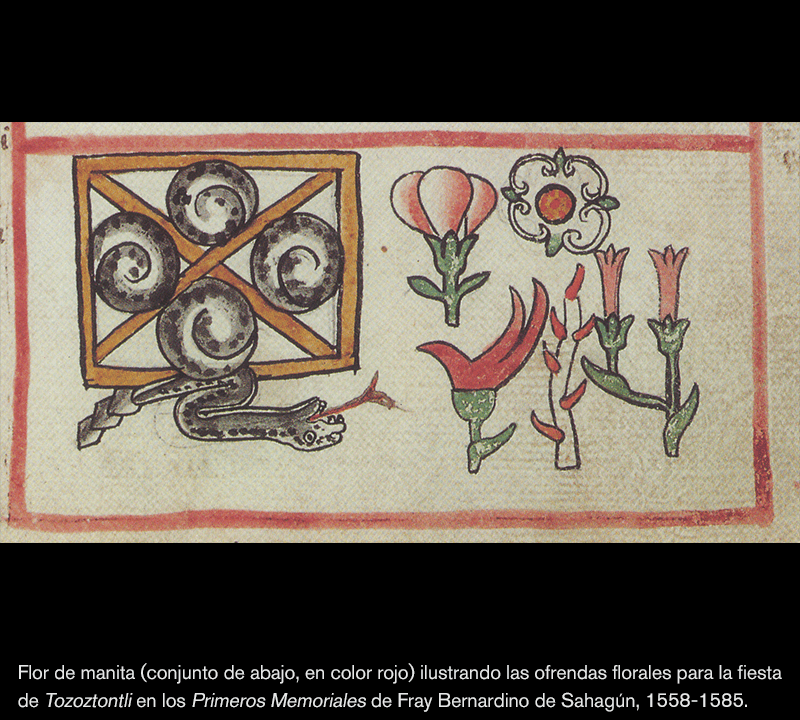 Flor de manita (conjunto de abajo, en color rojo) ilustrando las ofrendas florales para la fiesta
de Tozoztontli en los Primeros Memoriales de Fray Bernardino de Sahagún, 1558-1585.